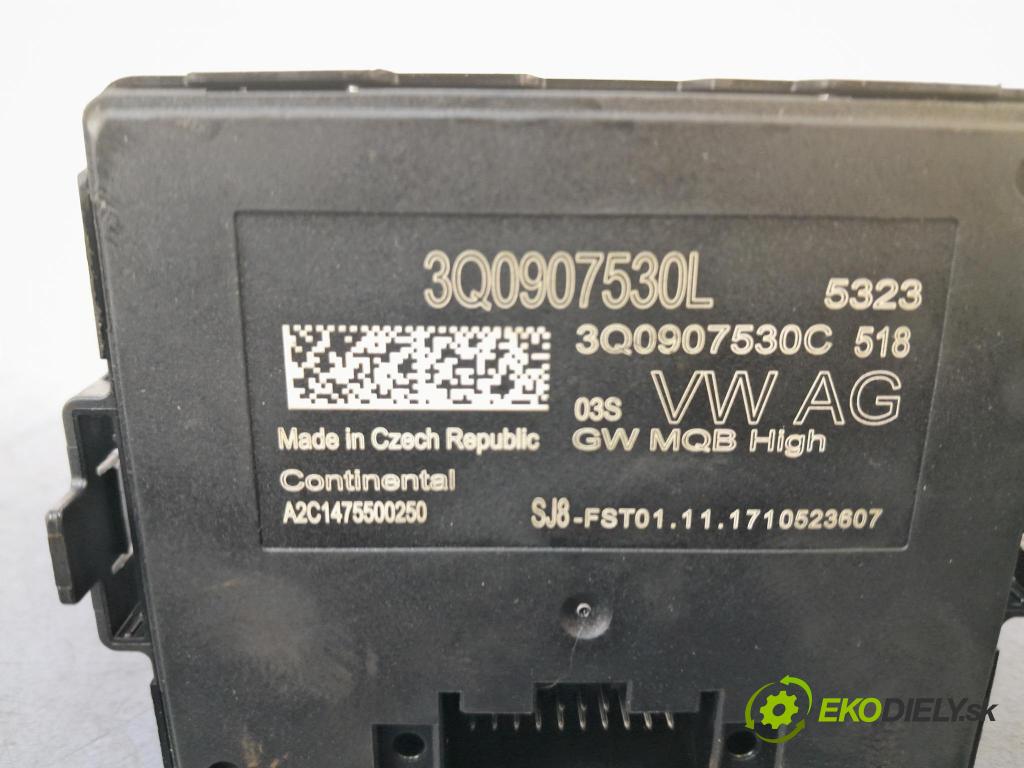 3Q0907530L 5323
3Q0907530C 518
03S VW AG
Made in Czech Republic GW MQB High
Continental
A2C1475500250 SJ8-FST01.11.1710523607
EKODIELY.sk